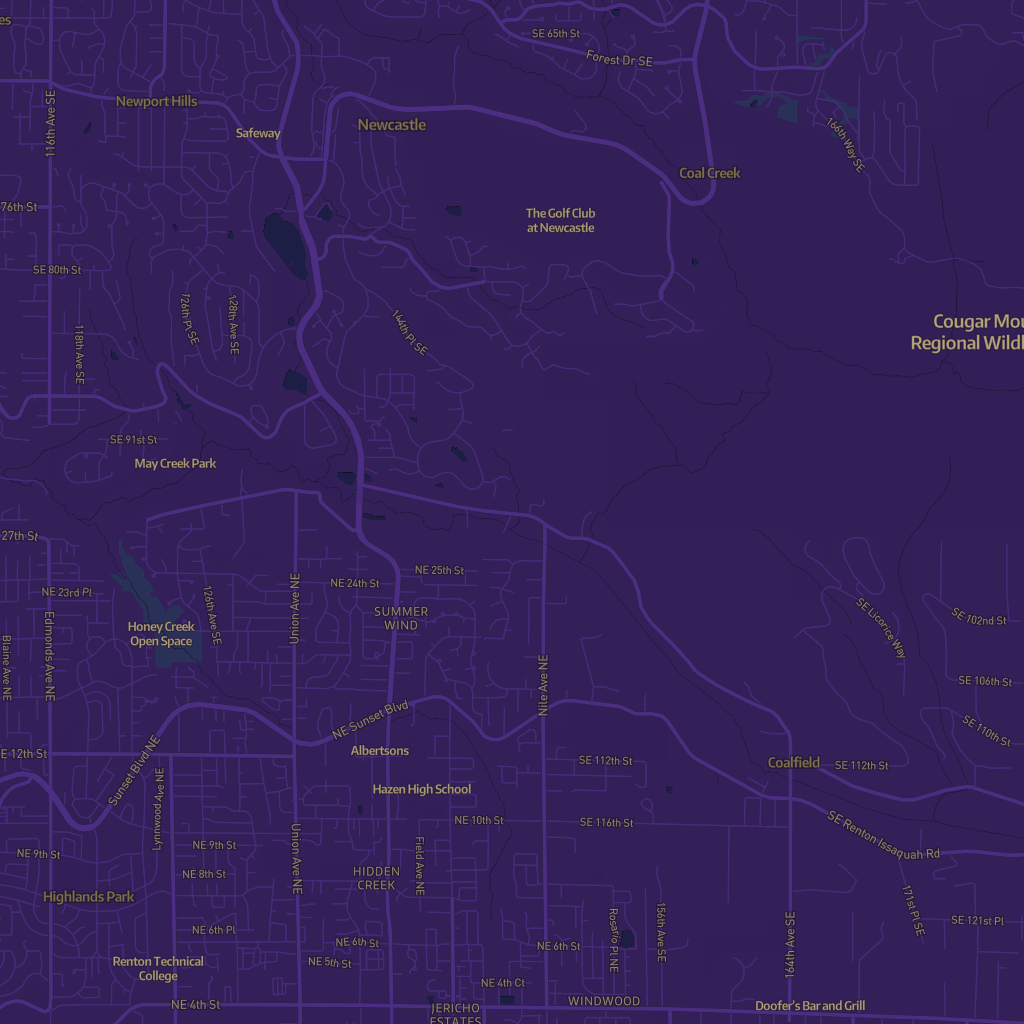 es
SE 65th St
Forest Dr SE
Newport Hills
116th Ave SE
Safeway
Newcastle
166th Way SE
Coal Creek
76th St
The Golf Club
at Newcastle
SE 80th St
126th Pl SE
128th Ave SE
144th Pl SE
118th Ave SE
Cougar Mou
Regional Wildl
SE 91st St
May Creek Park
27th St
NE 23rd Pl
126th Ave SE
Union Ave NE
NE 24th St
NE 25th St
SUMMER
WIND
Honey Creek
Open Space
Blaine Ave NE
Edmonds Ave NE
SE Licorice Way
SE 102nd St
SE 106th St
SE 110th St
Nile Ave NE
NE Sunset Blvd
E 12th St
Sunset Blvd NE
Lynnwood Ave NE
Albertsons
Hazen High School
SE 112th St
Coalfield
SE 112th St
NE 10th St
SE 116th St
SE Renton Issaquah Rd
NE 9th St
NE 9th St
NE 8th St
Union Ave NE
HIDDEN
CREEK
Field Ave NE
Highlands Park
NE 6th Pl
NE 6th St
NE 5th St
NE 6th St
Rosario Pl NE
156th Ave SE
164th Ave SE
171st Pl SE
SE 121st Pl
Renton Technical
College
NE 4th Ct
NE 4th St
JERICHO
ESTATES
WINDWOOD
Doofer's Bar and Grill